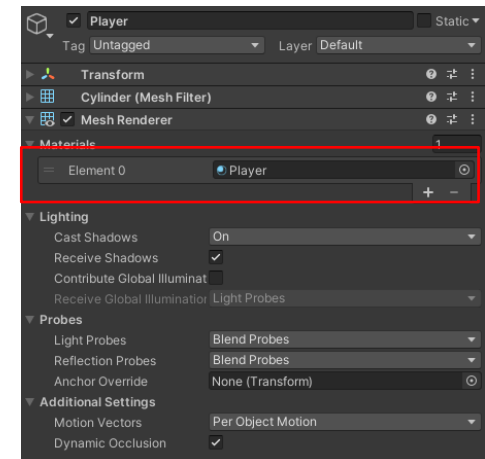 Player Static
Tag Untagged Layer Default
Transform
Cylinder (Mesh Filter)
Mesh Renderer
Materials 1
Element 0 Player
+ −
Lighting
Cast Shadows On
Receive Shadows
Contribute Global Illuminat
Receive Global Illumination Light Probes
Probes
Light Probes Blend Probes
Reflection Probes Blend Probes
Anchor Override None (Transform)
Additional Settings
Motion Vectors Per Object Motion
Dynamic Occlusion